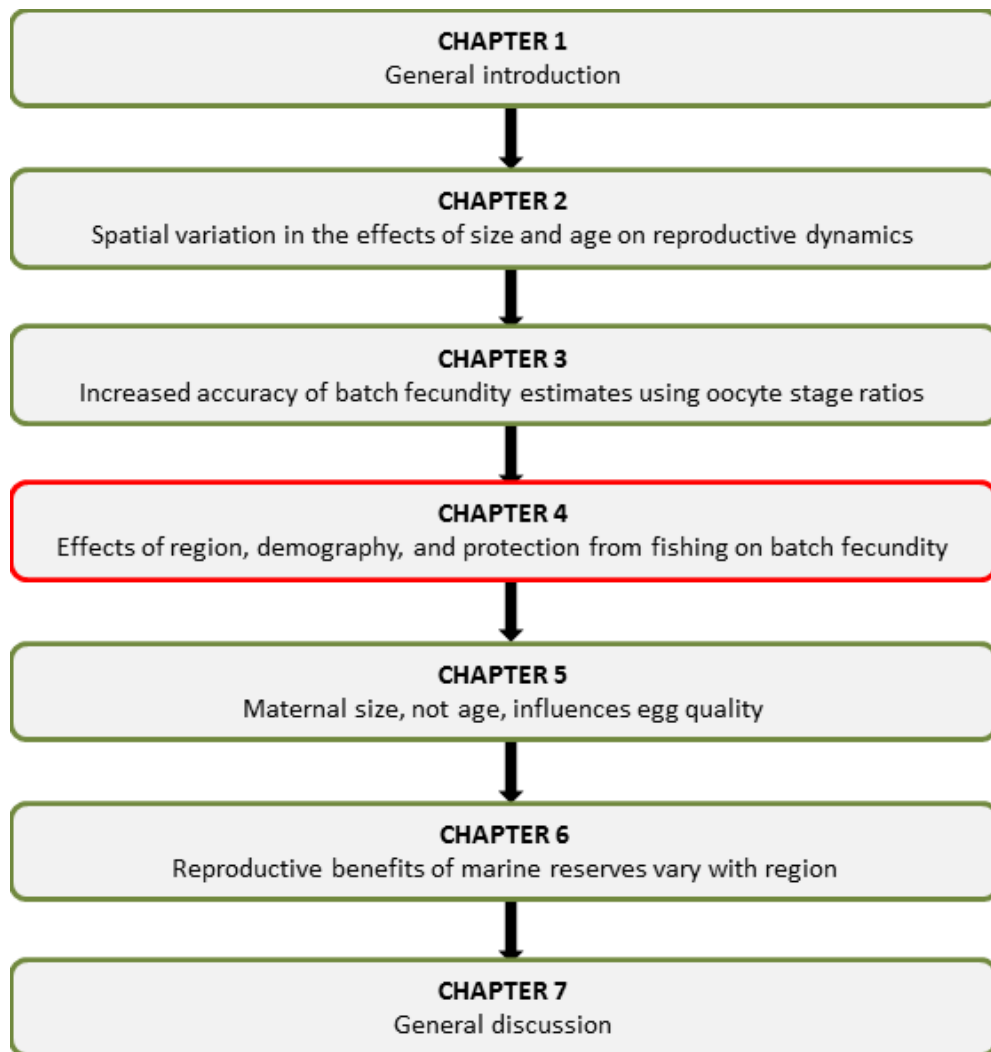 CHAPTER 1
General introduction
CHAPTER 2
Spatial variation in the effects of size and age on reproductive dynamics
CHAPTER 3
Increased accuracy of batch fecundity estimates using oocyte stage ratios
CHAPTER 4
Effects of region, demography, and protection from fishing on batch fecundity
CHAPTER 5
Maternal size, not age, influences egg quality
CHAPTER 6
Reproductive benefits of marine reserves vary with region
CHAPTER 7
General discussion